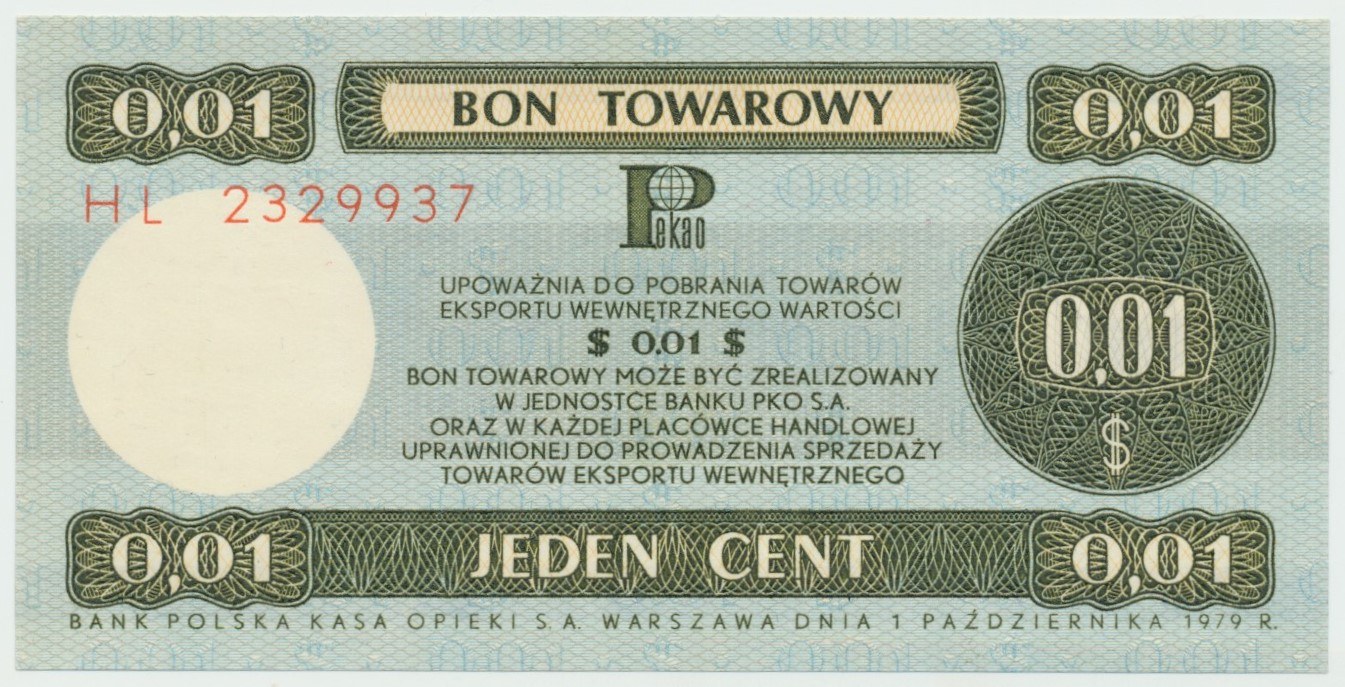 0,01 BON TOWAROWY 0,01
HL 2329937
Pekao
UPOWAŻNIA DO POBRANIA TOWARÓW
EKSPORTU WEWNĘTRZNEGO WARTOŚCI
$ 0.01 $
BON TOWAROWY MOŻE BYĆ ZREALIZOWANY
W JEDNOSTCE BANKU PKO S.A.
ORAZ W KAŻDEJ PLACÓWCE HANDLOWEJ
UPRAWNIONEJ DO PROWADZENIA SPRZEDAŻY
TOWARÓW EKSPORTU WEWNĘTRZNEGO
0,01
$
0,01 JEDEN CENT 0,01
BANK POLSKA KASA OPIEKI S.A. WARSZAWA DNIA 1 PAŹDZIERNIKA 1979 R.